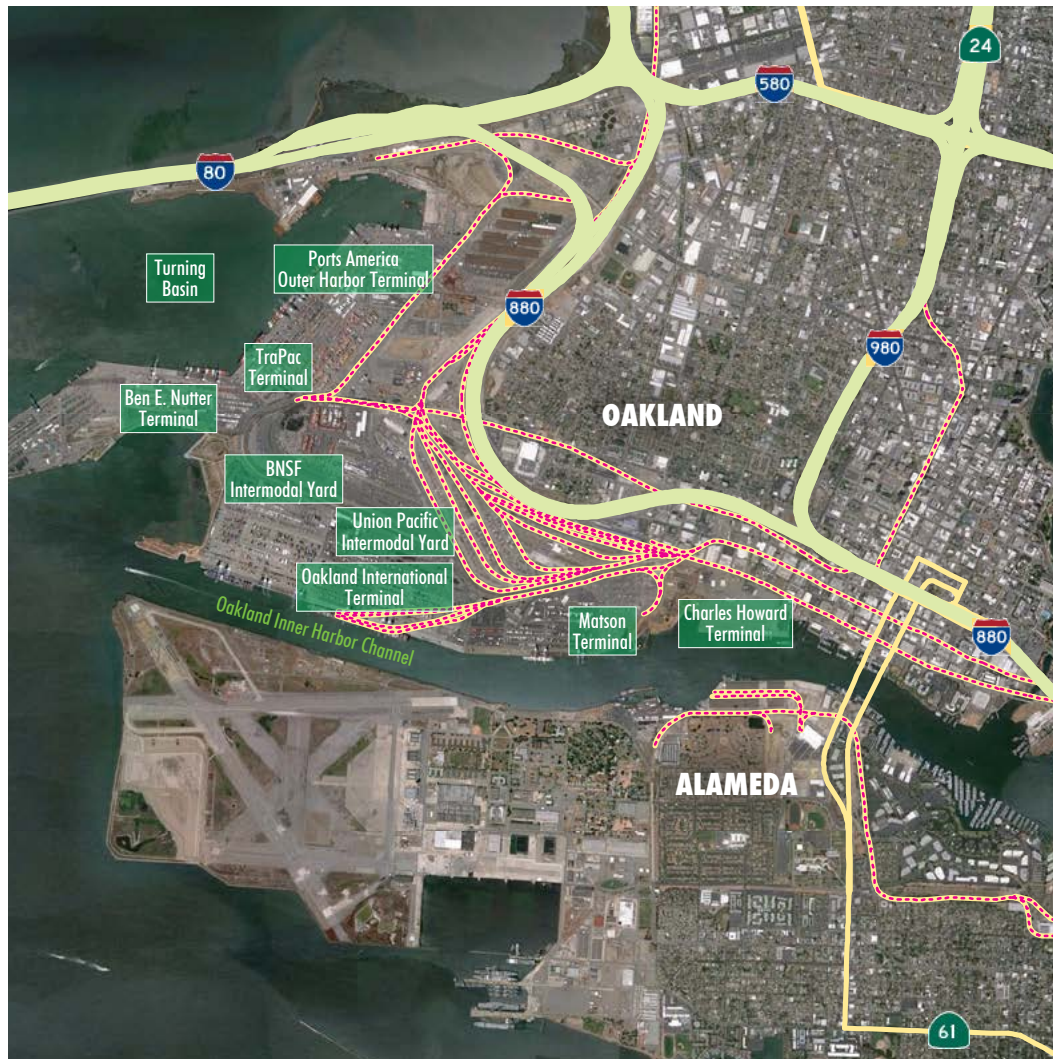 24
580
80
Ports America
Outer Harbor Terminal
Turning
Basin
880
980
TraPac
Terminal
Ben E. Nutter
Terminal
OAKLAND
BNSF
Intermodal Yard
Union Pacific
Intermodal Yard
Oakland International
Terminal
Oakland Inner Harbor Channel
Matson
Terminal
Charles Howard
Terminal
880
ALAMEDA
61